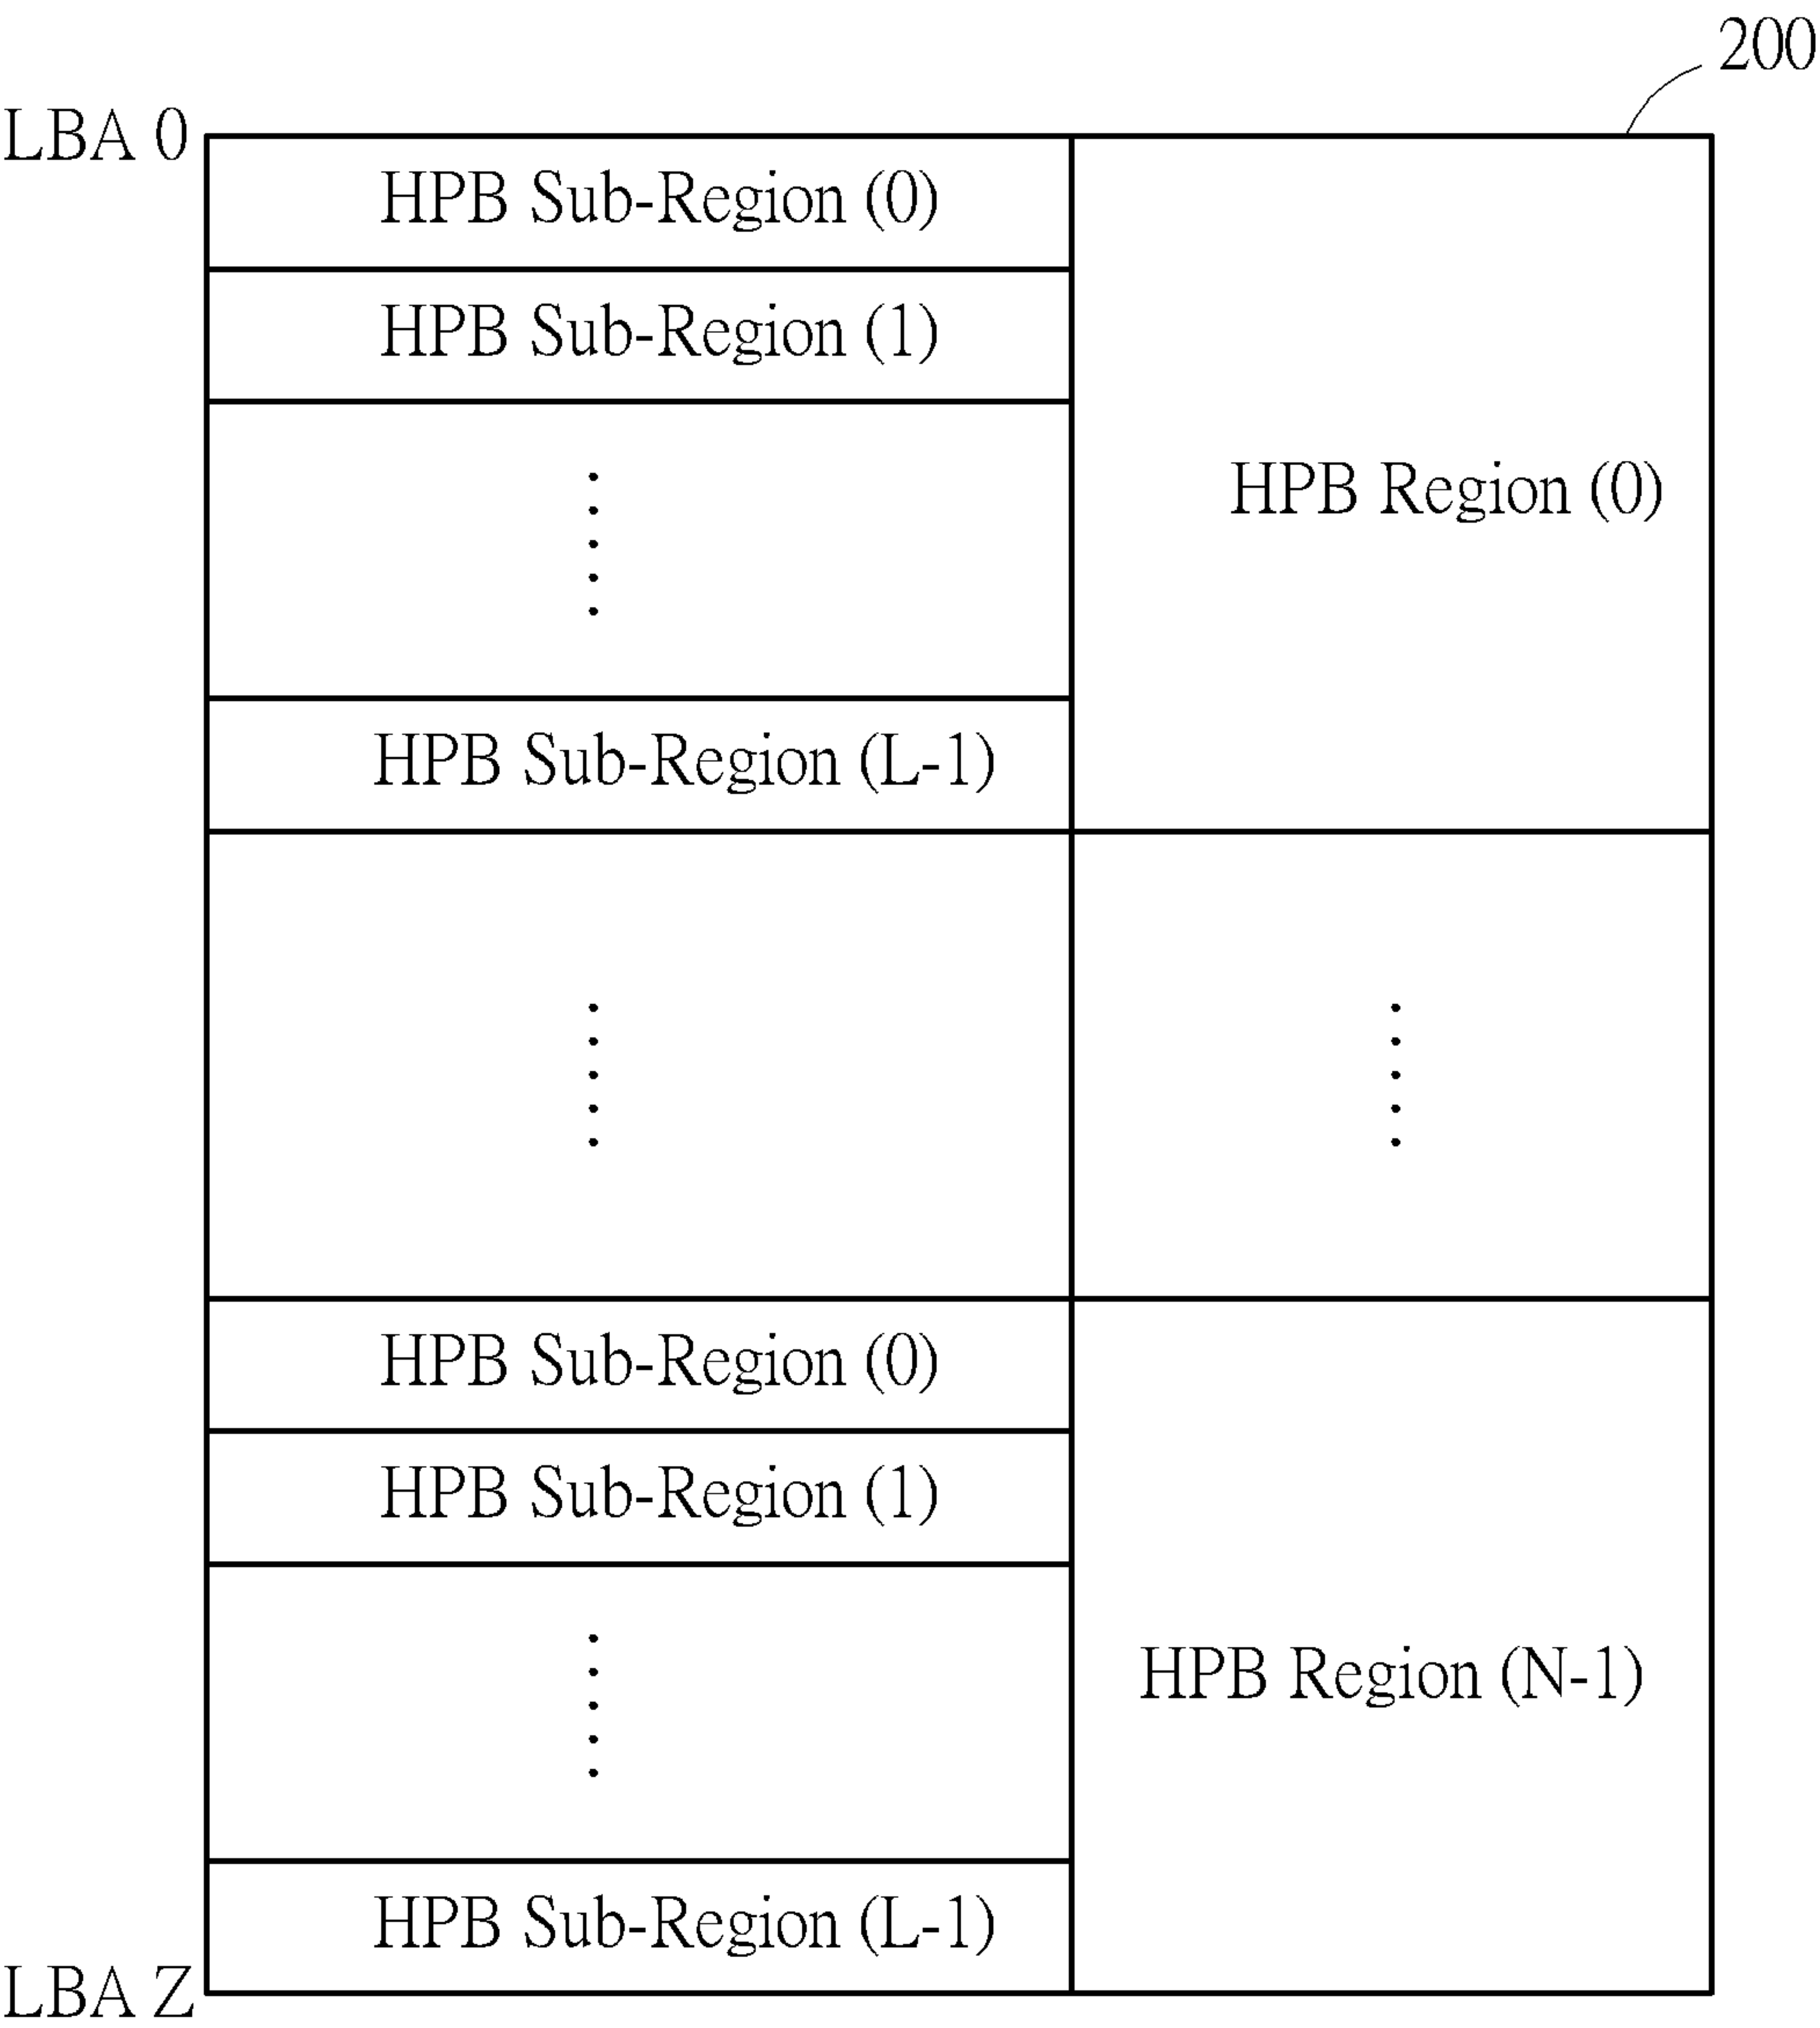 200
LBA 0
HPB Sub-Region (0)
HPB Sub-Region (1)
HPB Region (0)
HPB Sub-Region (L-1)
HPB Sub-Region (0)
HPB Sub-Region (1)
HPB Region (N-1)
HPB Sub-Region (L-1)
LBA Z